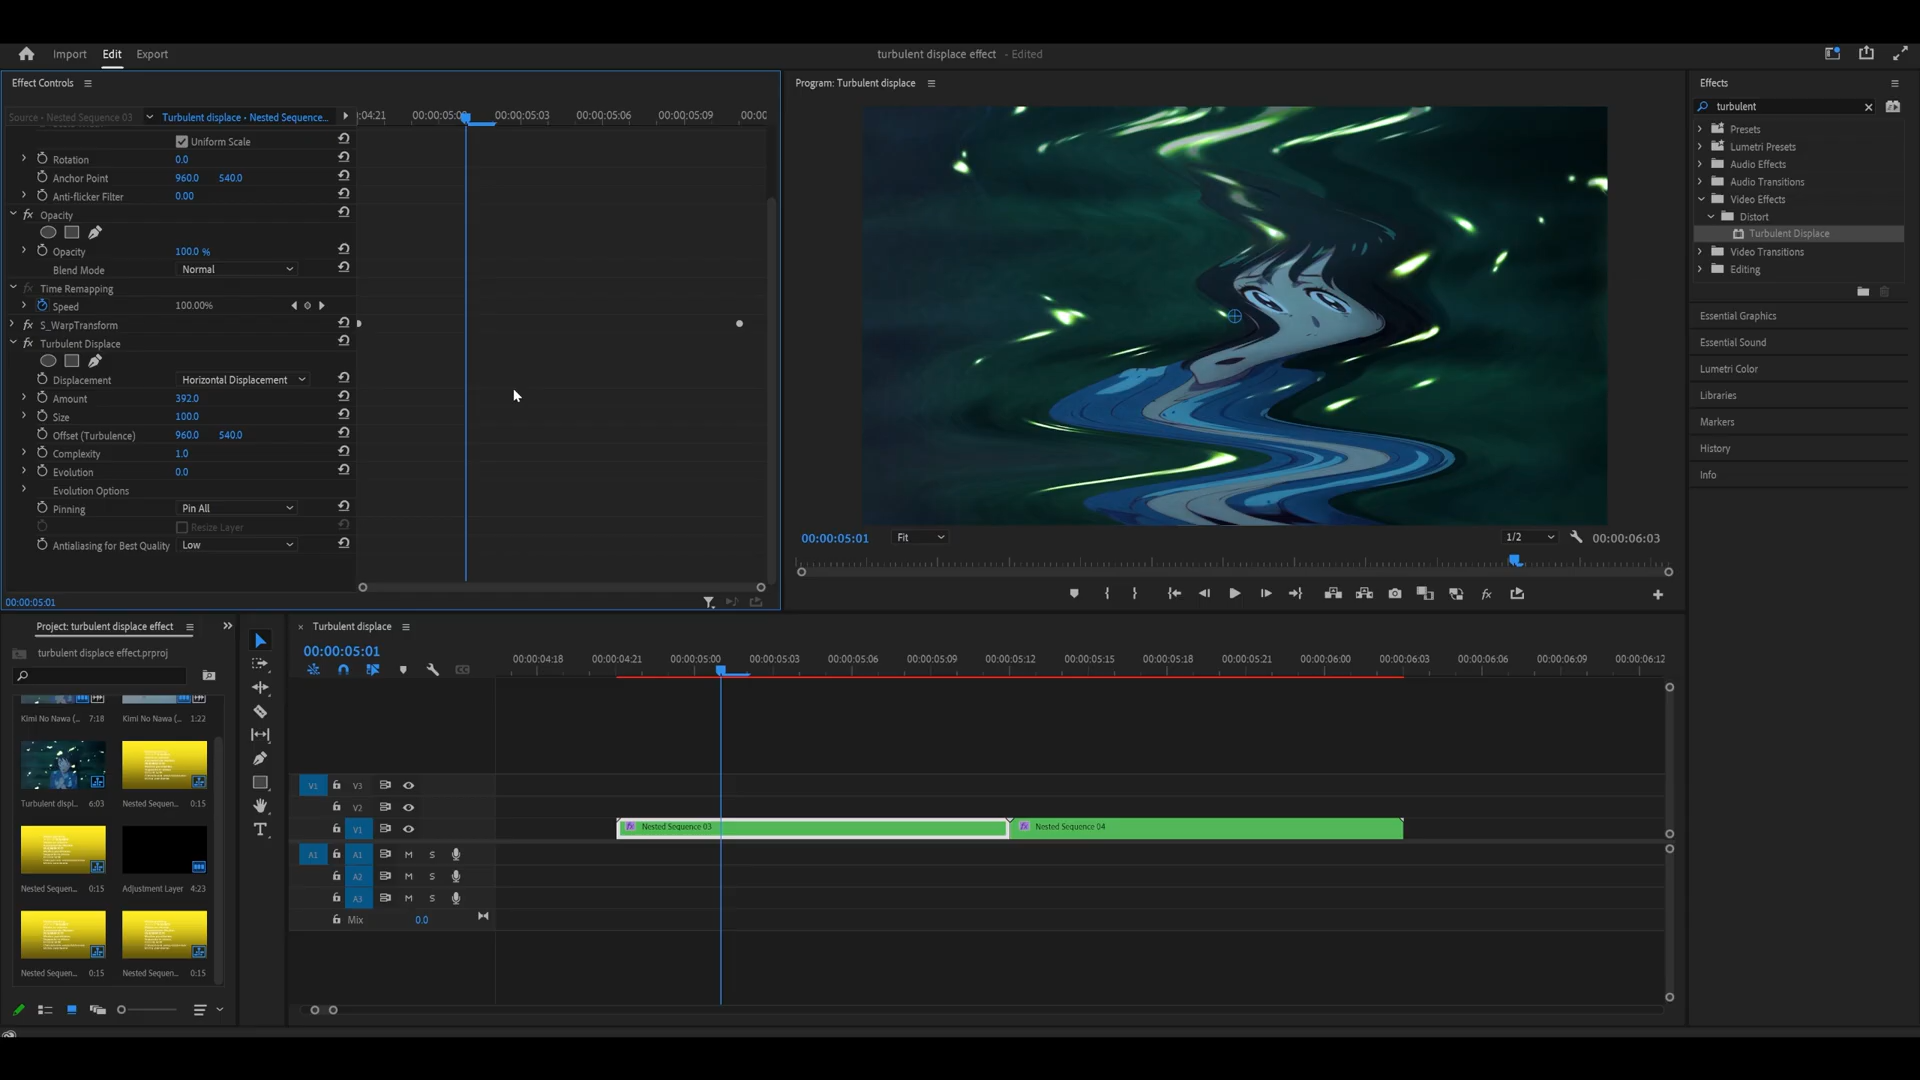 Import Edit Export
turbulent displace effect - Edited
Effect Controls
Source - Nested Sequence 03
Turbulent displace - Nested Sequence...
:04:21 00:00:05:0 00:00:05:03 00:00:05:06 00:00:05:09 00:00
Uniform Scale
Rotation 0.0
Anchor Point 960.0 540.0
Anti-flicker Filter 0.00
fx Opacity
Opacity 100.0 %
Blend Mode Normal
fx Time Remapping
Speed 100.00%
fx S_WarpTransform
fx Turbulent Displace
Displacement Horizontal Displacement
Amount 392.0
Size 100.0
Offset (Turbulence) 960.0 540.0
Complexity 1.0
Evolution 0.0
Evolution Options
Pinning Pin All
Resize Layer
Antialiasing for Best Quality Low
00:00:05:01
Program: Turbulent displace
00:00:05:01 Fit 1/2 00:00:06:03
fx
Effects
turbulent
Presets
Lumetri Presets
Audio Effects
Audio Transitions
Video Effects
Distort
Turbulent Displace
Video Transitions
Editing
Essential Graphics
Essential Sound
Lumetri Color
Libraries
Markers
History
Info
Project: turbulent displace effect
turbulent displace effect.prproj
Kimi No Nawa (... 7:18 Kimi No Nawa (... 1:22
Turbulent displ... 6:03 Nested Sequen... 0:15
Nested Sequen... 0:15 Adjustment Layer 4:23
Nested Sequen... 0:15 Nested Sequen... 0:15
T
Turbulent displace
00:00:05:01
CC
00:00:04:18 00:00:04:21 00:00:05:00 00:00:05:03 00:00:05:06 00:00:05:09 00:00:05:12 00:00:05:15 00:00:05:18 00:00:05:21 00:00:06:00 00:00:06:03 00:00:06:06 00:00:06:09 00:00:06:12
V1 V3
V2
V1 fx Nested Sequence 03 fx Nested Sequence 04
A1 A1 M S
A2 M S
A3 M S
Mix 0.0